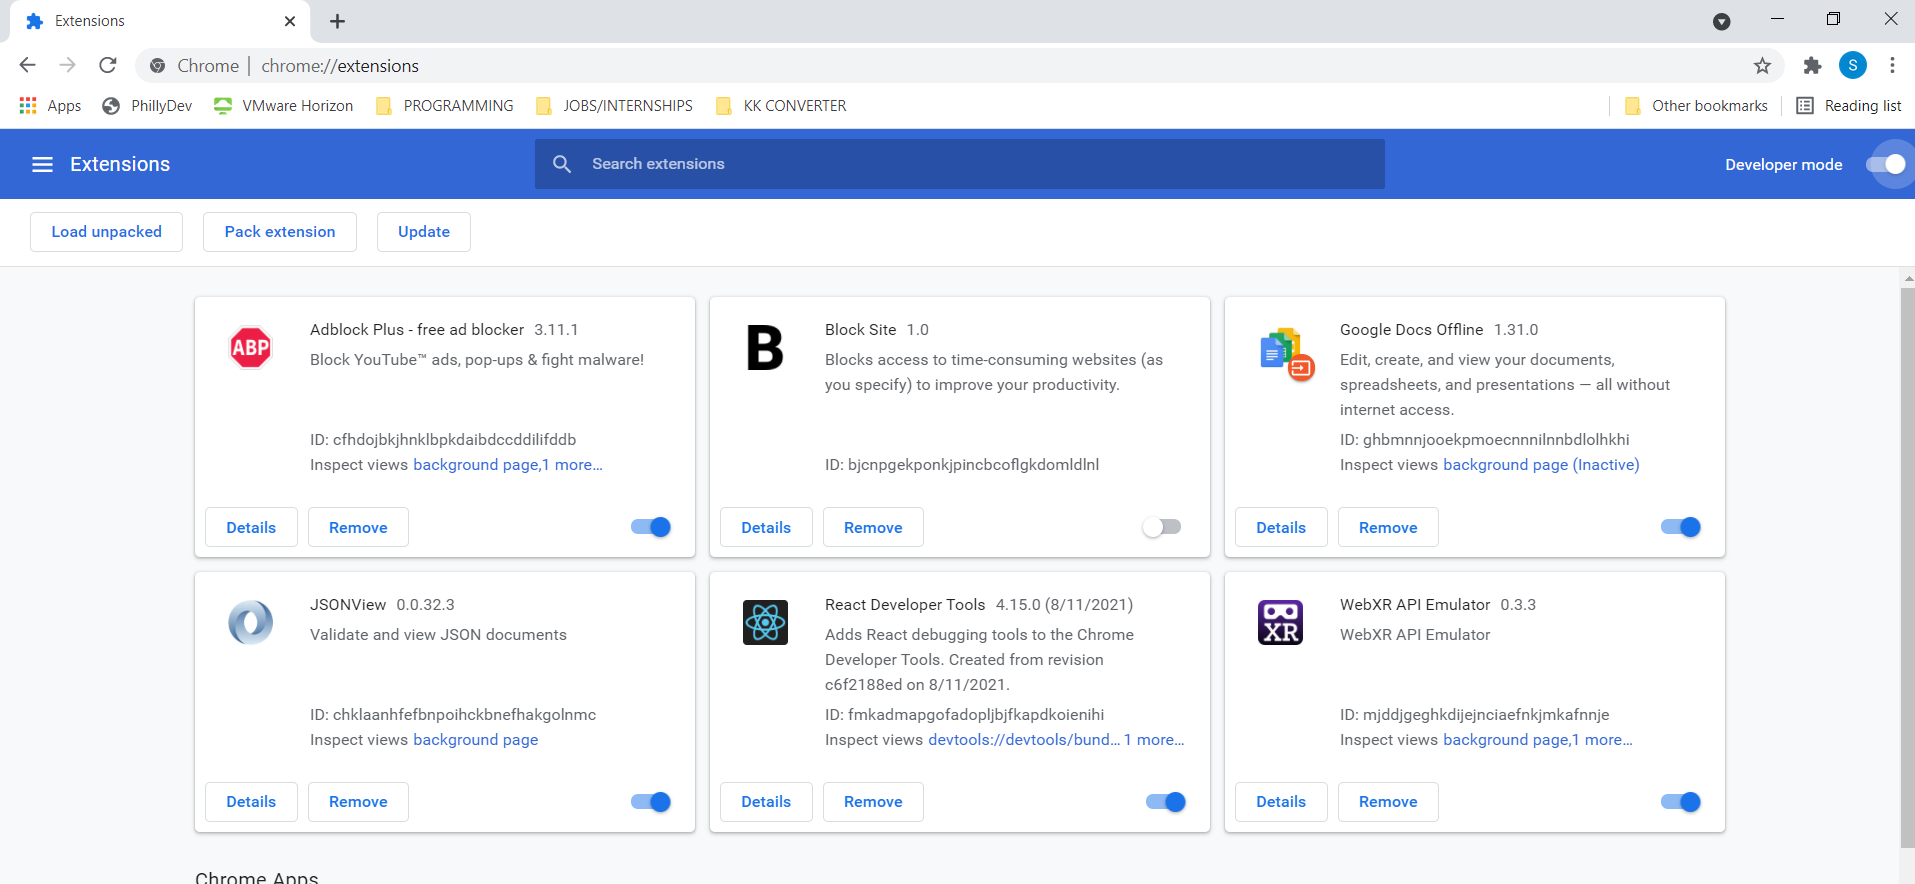 Extensions
Chrome | chrome://extensions
S
Apps PhillyDev VMware Horizon PROGRAMMING JOBS/INTERNSHIPS KK CONVERTER Other bookmarks Reading list
Extensions Search extensions Developer mode
Load unpacked Pack extension Update
ABP
Adblock Plus - free ad blocker 3.11.1
Block YouTube™ ads, pop-ups & fight malware!
ID: cfhdojbkjhnklbpkdaibdccddilifddb
Inspect views background page,1 more...
Details Remove
B
Block Site 1.0
Blocks access to time-consuming websites (as
you specify) to improve your productivity.
ID: bjcnpgekponkjpincbcoflgkdomldlnl
Details Remove
Google Docs Offline 1.31.0
Edit, create, and view your documents,
spreadsheets, and presentations — all without
internet access.
ID: ghbmnnjooekpmoecnnnilnnbdlolhkhi
Inspect views background page (Inactive)
Details Remove
JSONView 0.0.32.3
Validate and view JSON documents
ID: chklaanhfefbnpoihckbnefhakgolnmc
Inspect views background page
Details Remove
React Developer Tools 4.15.0 (8/11/2021)
Adds React debugging tools to the Chrome
Developer Tools. Created from revision
c6f2188ed on 8/11/2021.
ID: fmkadmapgofadopljbjfkapdkoienihi
Inspect views devtools://devtools/bund... 1 more...
Details Remove
XR
WebXR API Emulator 0.3.3
WebXR API Emulator
ID: mjddjgeghkdijejnciaefnkjmkafnnje
Inspect views background page,1 more...
Details Remove
Chrome Apps